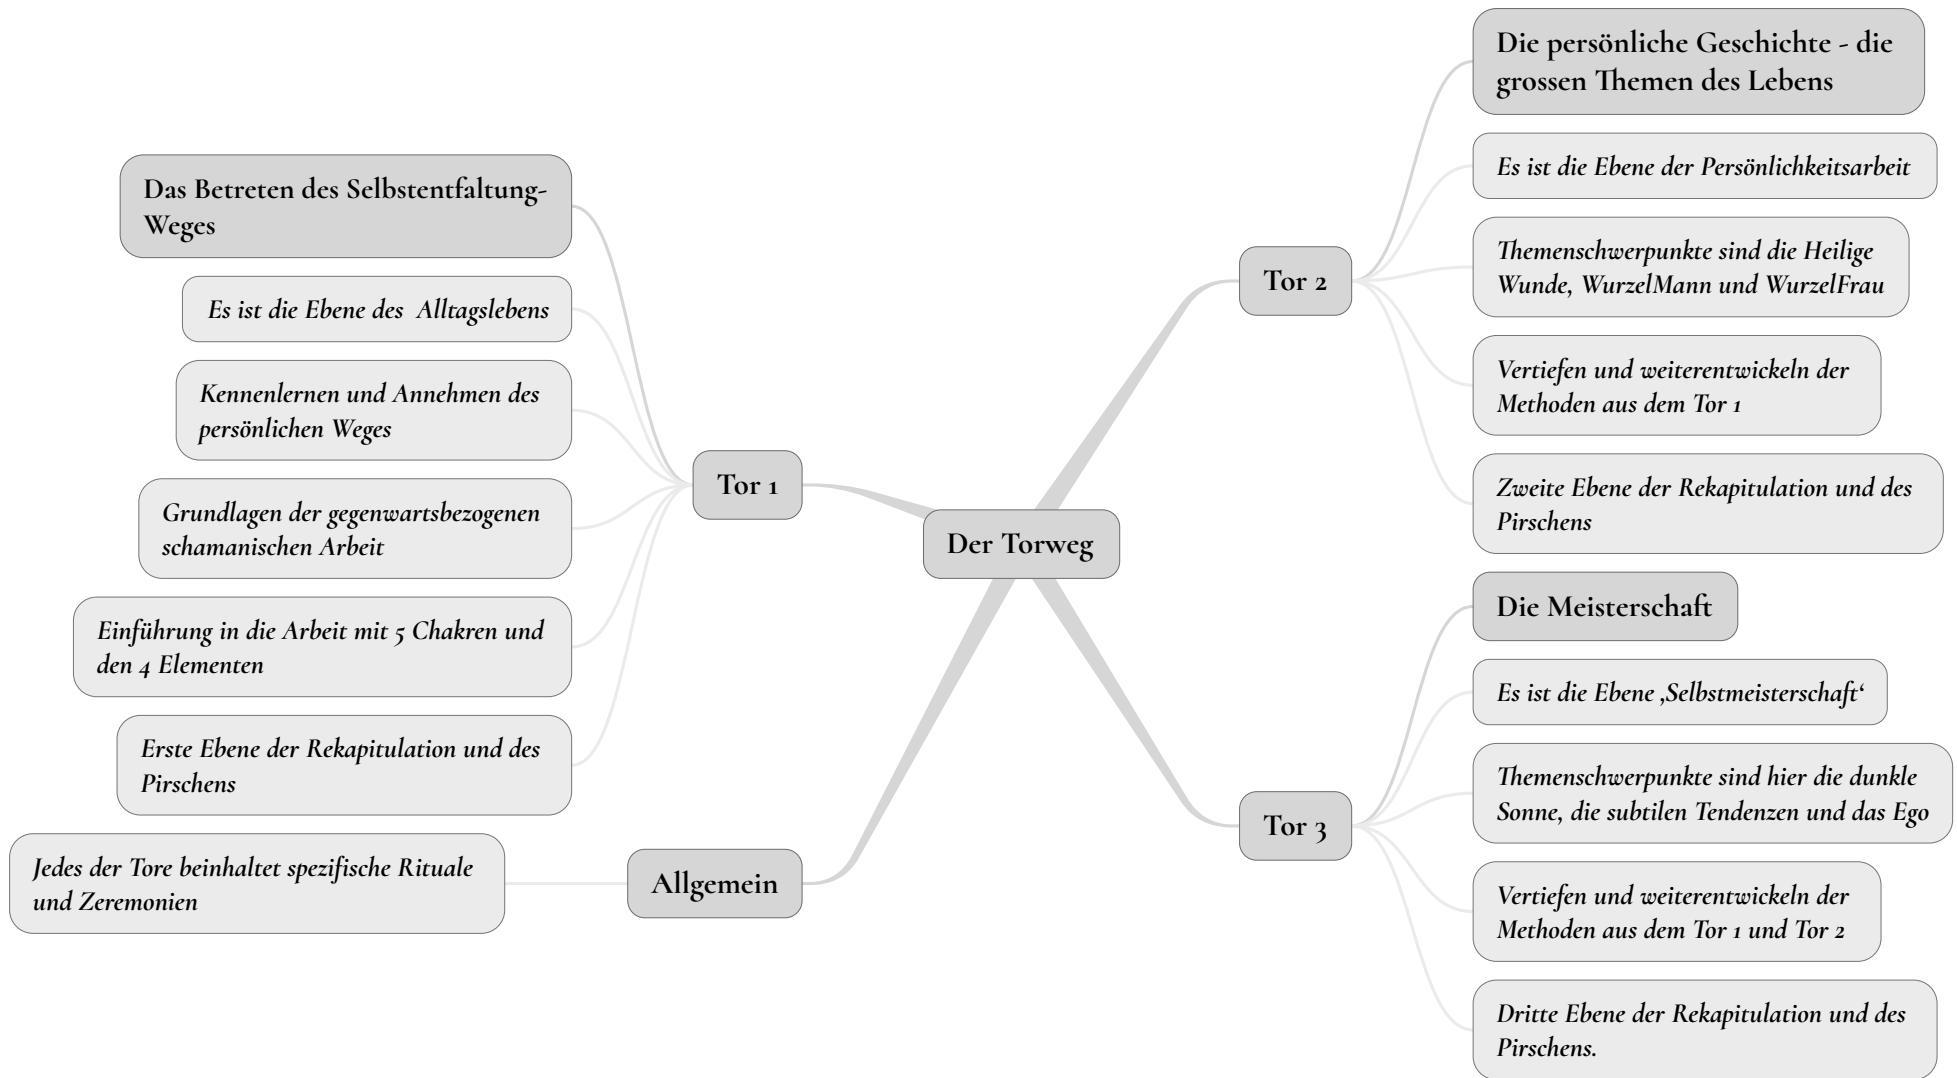 Der Torweg
Tor 1
Das Betreten des Selbstentfaltung-
Weges
Es ist die Ebene des  Alltagslebens
Kennenlernen und Annehmen des
persönlichen Weges
Grundlagen der gegenwartsbezogenen
schamanischen Arbeit
Einführung in die Arbeit mit 5 Chakren und
den 4 Elementen
Erste Ebene der Rekapitulation und des
Pirschens
Allgemein
Jedes der Tore beinhaltet spezifische Rituale
und Zeremonien
Tor 2
Die persönliche Geschichte - die
grossen Themen des Lebens
Es ist die Ebene der Persönlichkeitsarbeit
Themenschwerpunkte sind die Heilige
Wunde, WurzelMann und WurzelFrau
Vertiefen und weiterentwickeln der
Methoden aus dem Tor 1
Zweite Ebene der Rekapitulation und des
Pirschens
Tor 3
Die Meisterschaft
Es ist die Ebene ‚Selbstmeisterschaft‘
Themenschwerpunkte sind hier die dunkle
Sonne, die subtilen Tendenzen und das Ego
Vertiefen und weiterentwickeln der
Methoden aus dem Tor 1 und Tor 2
Dritte Ebene der Rekapitulation und des
Pirschens.